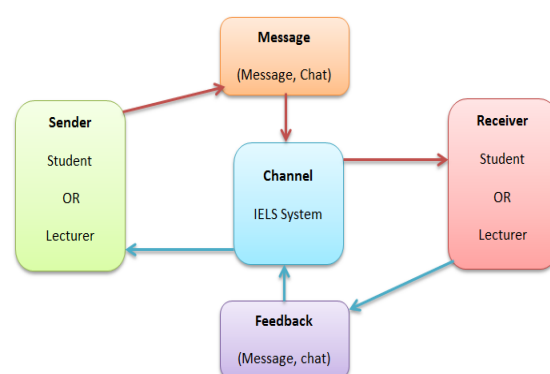 Message
(Message, Chat)
Sender
Student
OR
Lecturer
Channel
IELS System
Receiver
Student
OR
Lecturer
Feedback
(Message, chat)